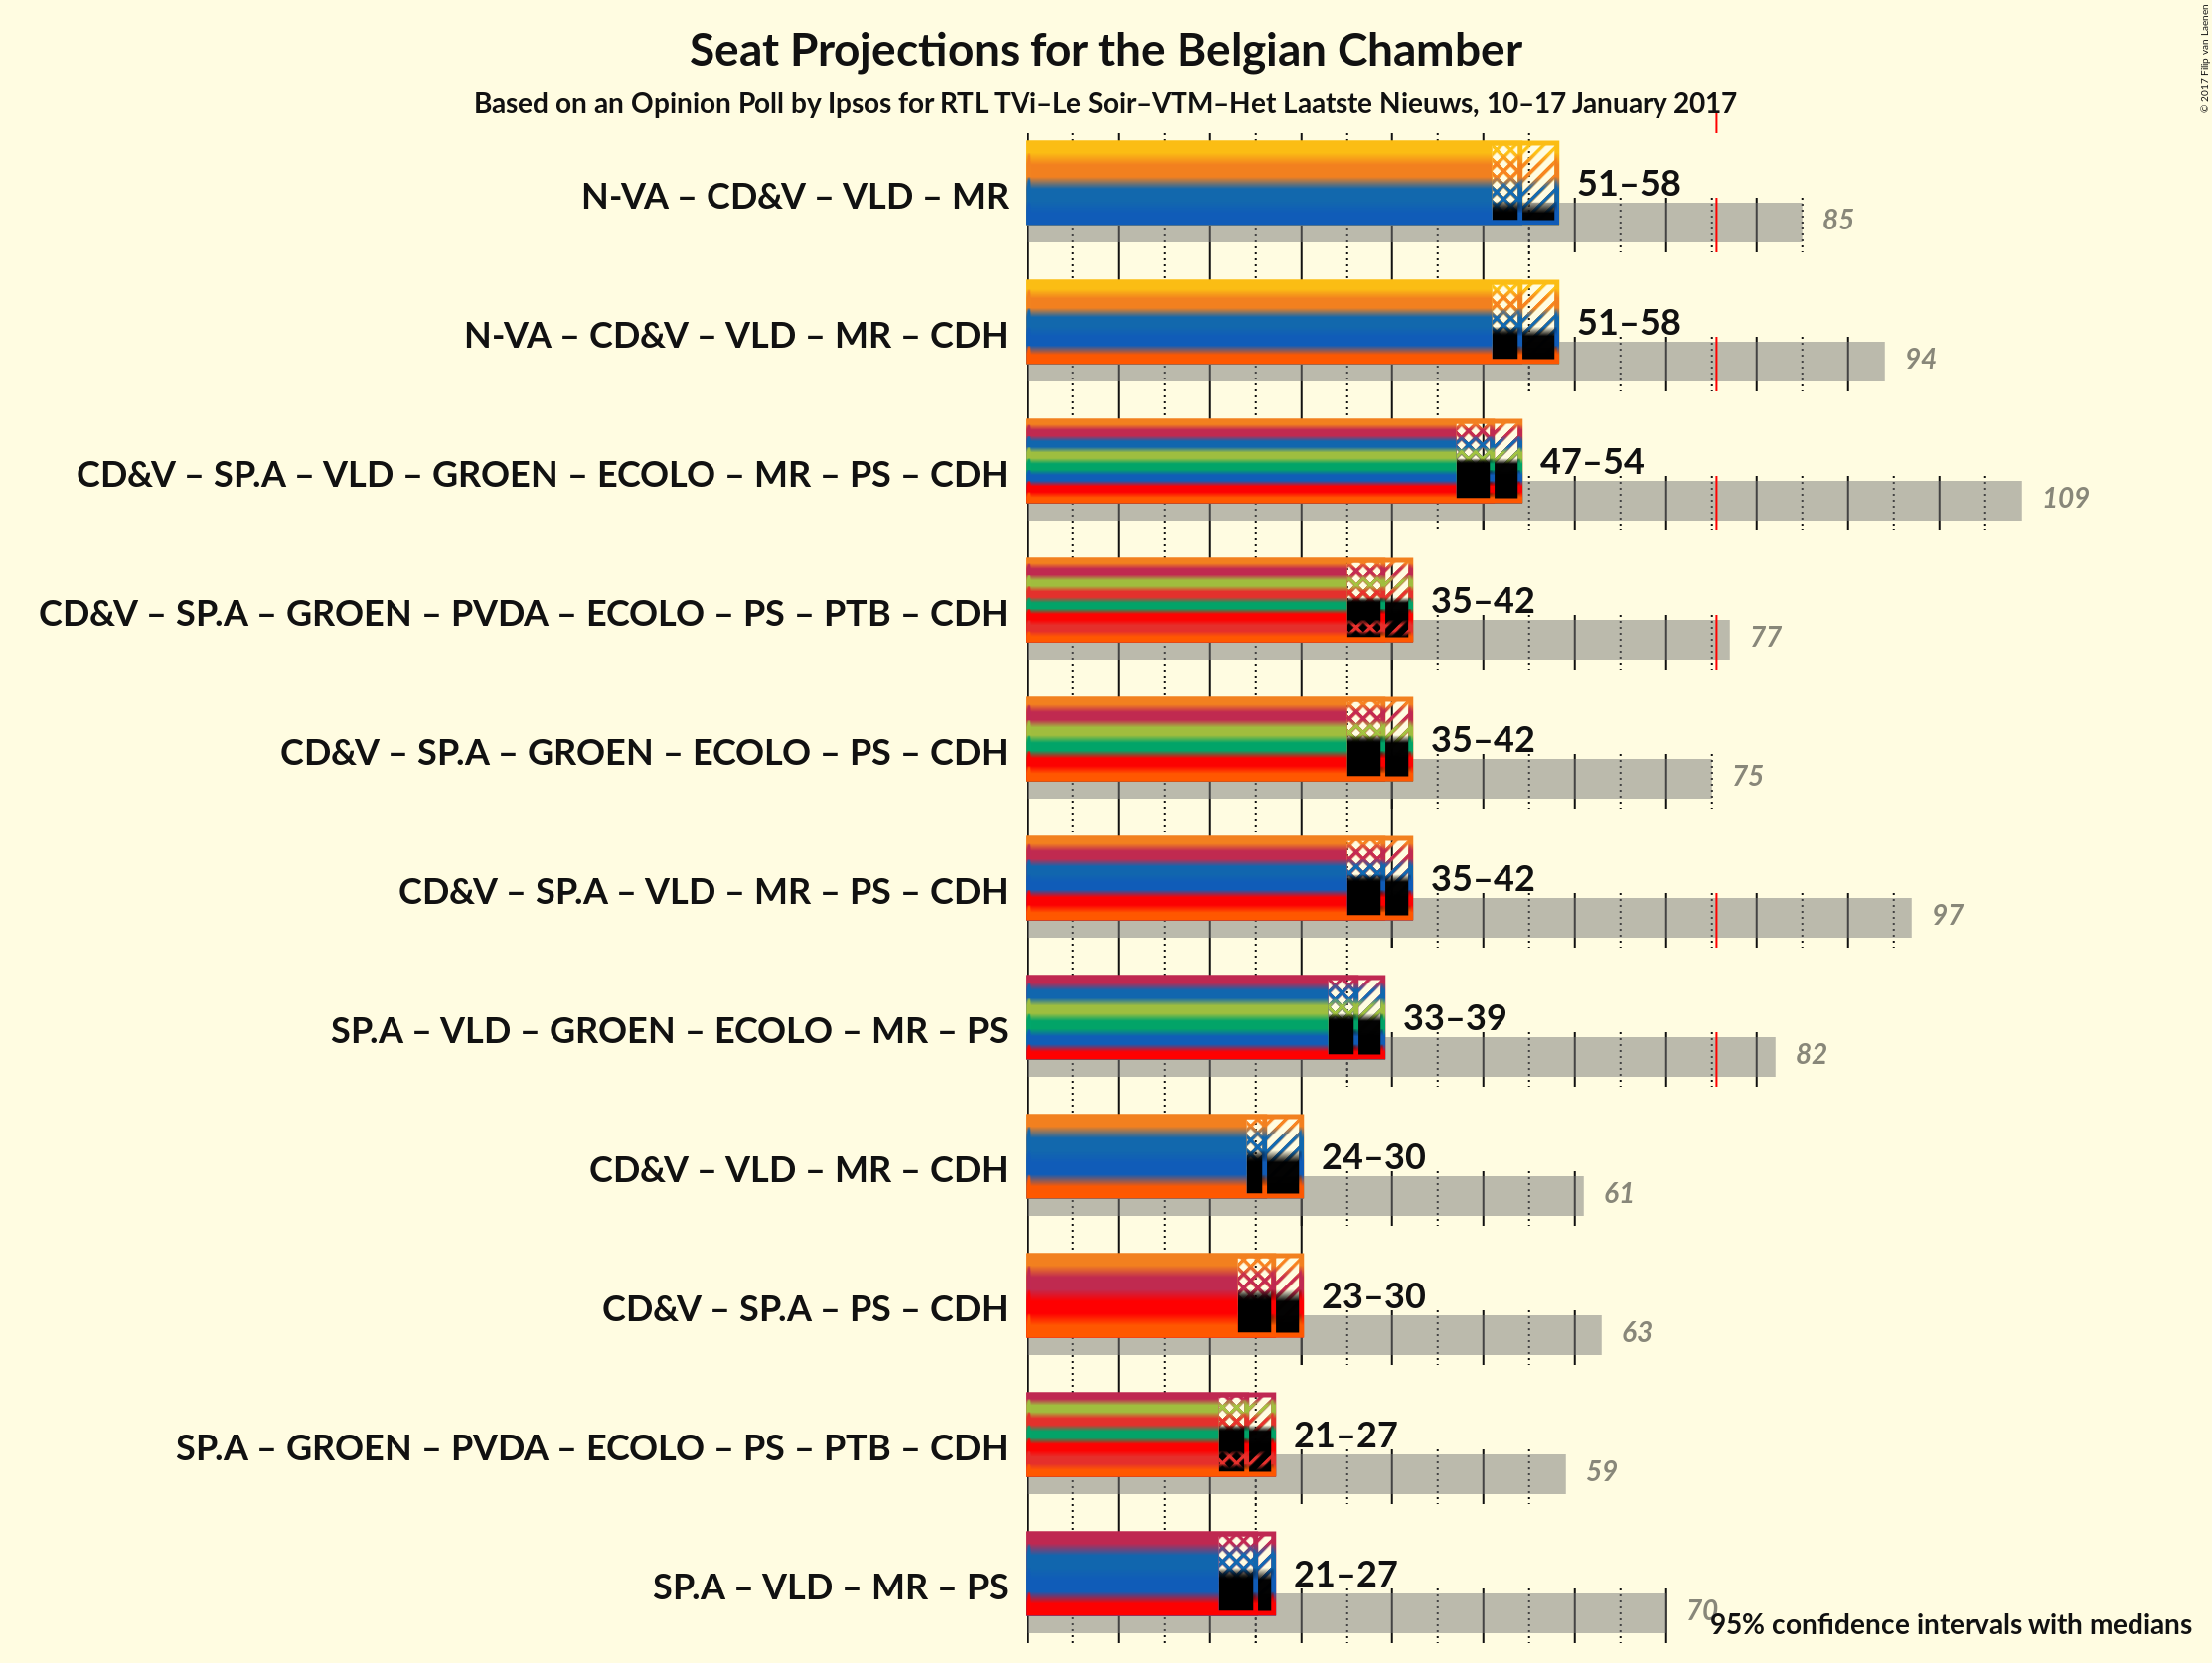 © 2017 Filip van Laenen
Seat Projections for the Belgian Chamber
Based on an Opinion Poll by Ipsos for RTL TVi–Le Soir–VTM–Het Laatste Nieuws, 10–17 January 2017
N-VA – CD&V – VLD – MR
51–58
85
N-VA – CD&V – VLD – MR – CDH
51–58
94
CD&V – SP.A – VLD – GROEN – ECOLO – MR – PS – CDH
47–54
109
CD&V – SP.A – GROEN – PVDA – ECOLO – PS – PTB – CDH
35–42
77
CD&V – SP.A – GROEN – ECOLO – PS – CDH
35–42
75
CD&V – SP.A – VLD – MR – PS – CDH
35–42
97
SP.A – VLD – GROEN – ECOLO – MR – PS
33–39
82
CD&V – VLD – MR – CDH
24–30
61
CD&V – SP.A – PS – CDH
23–30
63
SP.A – GROEN – PVDA – ECOLO – PS – PTB – CDH
21–27
59
SP.A – VLD – MR – PS
21–27
70
95% confidence intervals with medians